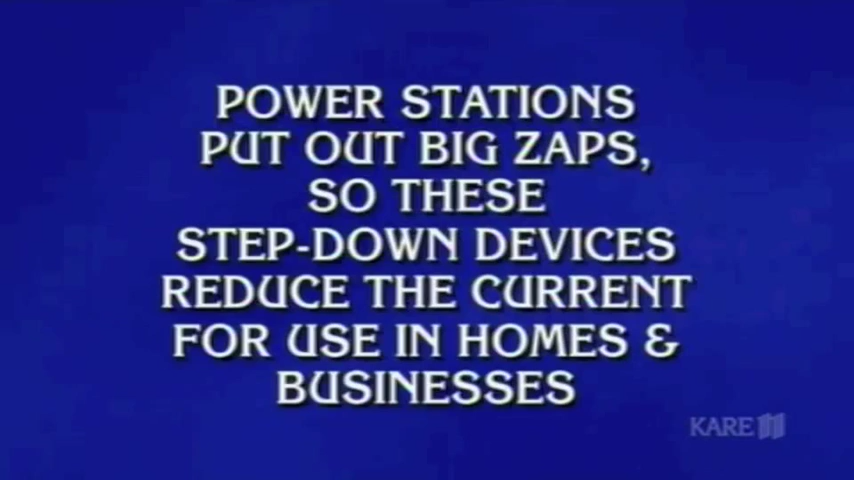 POWER STATIONS
PUT OUT BIG ZAPS,
SO THESE
STEP-DOWN DEVICES
REDUCE THE CURRENT
FOR USE IN HOMES &
BUSINESSES
KARE 11